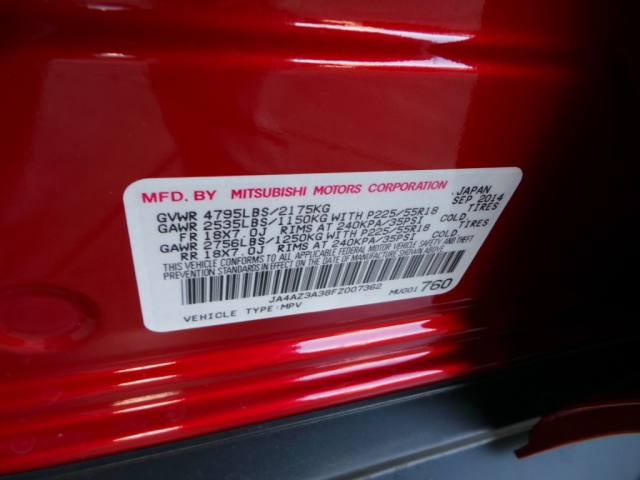 MFD. BY MITSUBISHI MOTORS CORPORATION , JAPAN
GVWR 4795LBS/2175KG SEP 2014
GAWR 2535LBS/1150KG WITH P225/55R18 TIRES
FR 18X7.0J RIMS AT 240KPA/35PSI COLD.
GAWR 2756LBS/1250KG WITH P225/55R18 TIRES
RR 18X7.0J RIMS AT 240KPA/35PSI COLD.
THIS VEHICLE CONFORMS TO ALL APPLICABLE FEDERAL MOTOR VEHICLE SAFETY AND THEFT
PREVENTION STANDARDS IN EFFECT ON THE DATE OF MANUFACTURE SHOWN ABOVE.
JA4AZ3A38FZ007362
VEHICLE TYPE:MPV MUC01 760